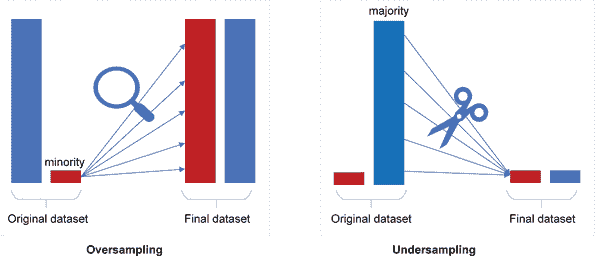 minority
Original dataset
Final dataset
Oversampling
majority
Original dataset
Final dataset
Undersampling